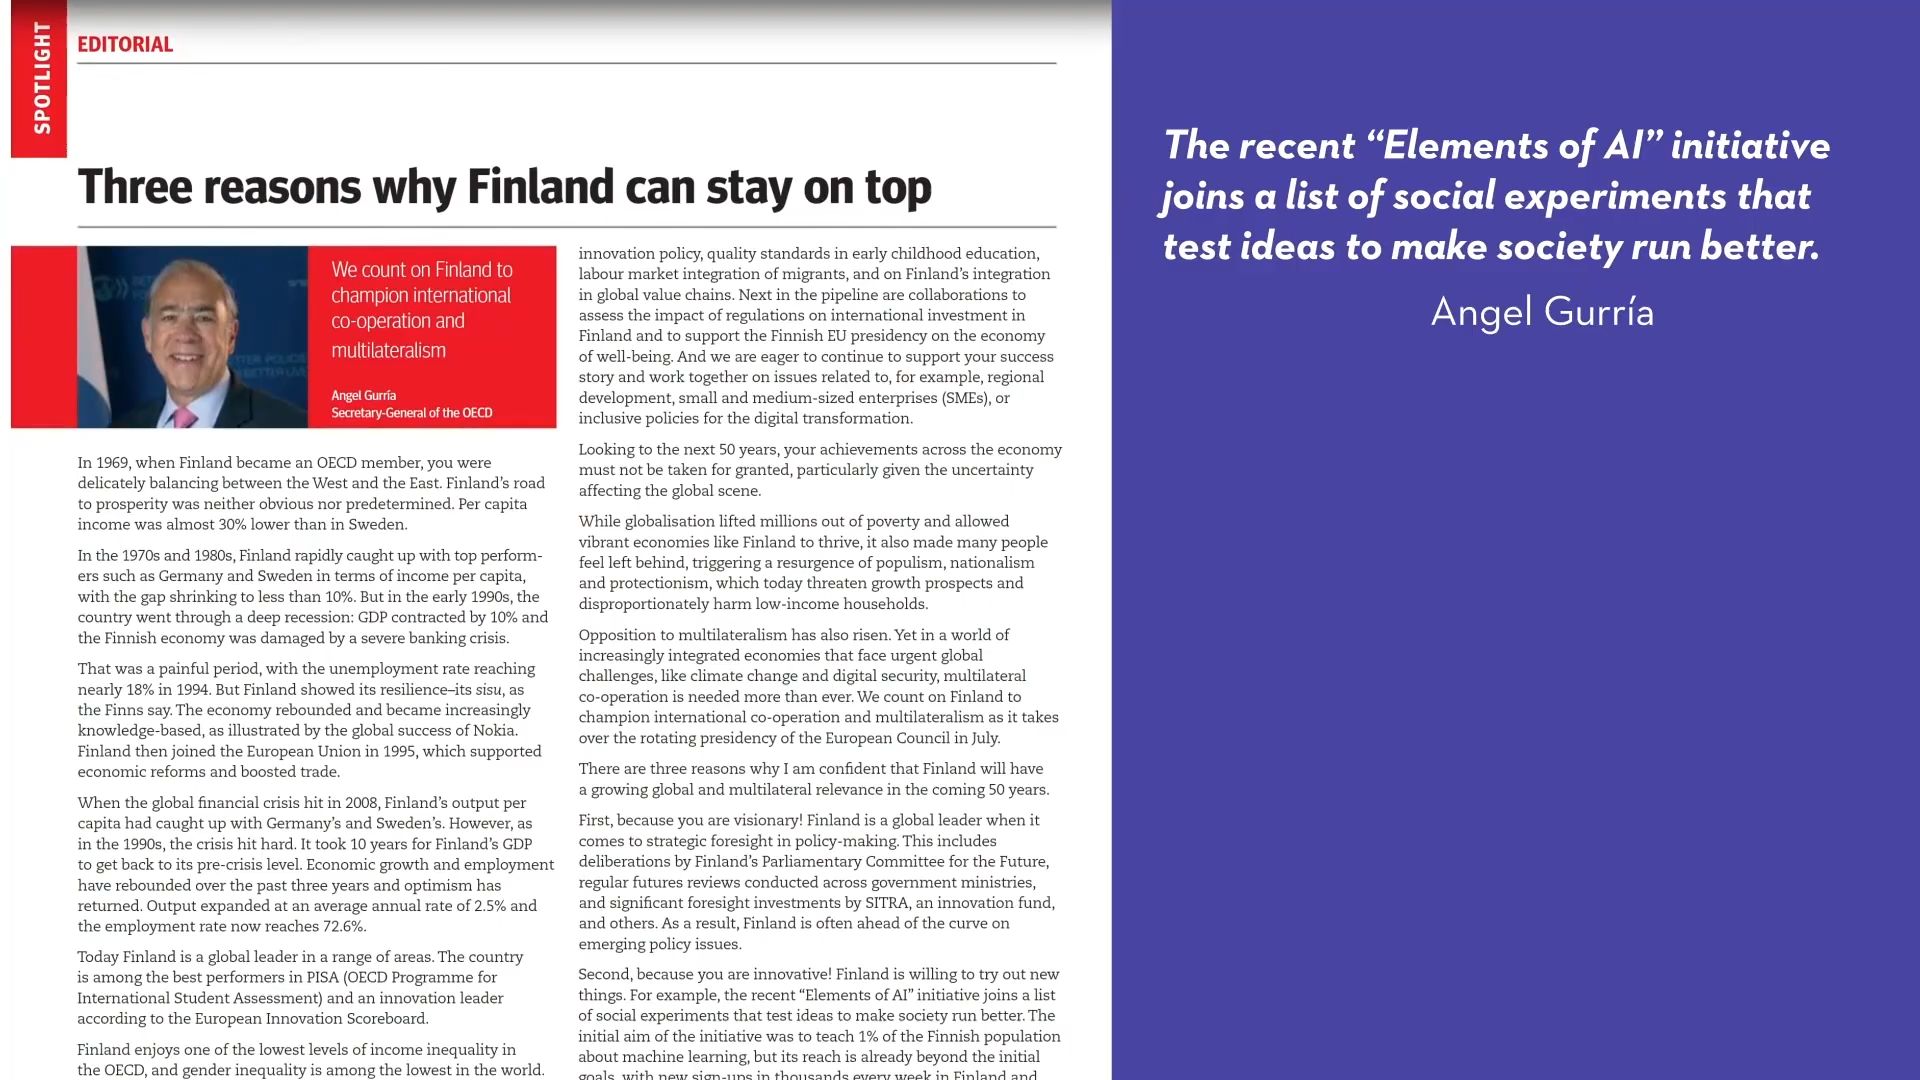 SPOTLIGHT
EDITORIAL
Three reasons why Finland can stay on top
We count on Finland to
champion international
co-operation and
multilateralism
Angel Gurría
Secretary-General of the OECD
In 1969, when Finland became an OECD member, you were
delicately balancing between the West and the East. Finland's road
to prosperity was neither obvious nor predetermined. Per capita
income was almost 30% lower than in Sweden.
In the 1970s and 1980s, Finland rapidly caught up with top perform-
ers such as Germany and Sweden in terms of income per capita,
with the gap shrinking to less than 10%. But in the early 1990s, the
country went through a deep recession: GDP contracted by 10% and
the Finnish economy was damaged by a severe banking crisis.
That was a painful period, with the unemployment rate reaching
nearly 18% in 1994. But Finland showed its resilience–its sisu, as
the Finns say. The economy rebounded and became increasingly
knowledge-based, as illustrated by the global success of Nokia.
Finland then joined the European Union in 1995, which supported
economic reforms and boosted trade.
When the global financial crisis hit in 2008, Finland's output per
capita had caught up with Germany's and Sweden's. However, as
in the 1990s, the crisis hit hard. It took 10 years for Finland's GDP
to get back to its pre-crisis level. Economic growth and employment
have rebounded over the past three years and optimism has
returned. Output expanded at an average annual rate of 2.5% and
the employment rate now reaches 72.6%.
Today Finland is a global leader in a range of areas. The country
is among the best performers in PISA (OECD Programme for
International Student Assessment) and an innovation leader
according to the European Innovation Scoreboard.
Finland enjoys one of the lowest levels of income inequality in
the OECD, and gender inequality is among the lowest in the world.
innovation policy, quality standards in early childhood education,
labour market integration of migrants, and on Finland's integration
in global value chains. Next in the pipeline are collaborations to
assess the impact of regulations on international investment in
Finland and to support the Finnish EU presidency on the economy
of well-being. And we are eager to continue to support your success
story and work together on issues related to, for example, regional
development, small and medium-sized enterprises (SMEs), or
inclusive policies for the digital transformation.
Looking to the next 50 years, your achievements across the economy
must not be taken for granted, particularly given the uncertainty
affecting the global scene.
While globalisation lifted millions out of poverty and allowed
vibrant economies like Finland to thrive, it also made many people
feel left behind, triggering a resurgence of populism, nationalism
and protectionism, which today threaten growth prospects and
disproportionately harm low-income households.
Opposition to multilateralism has also risen. Yet in a world of
increasingly integrated economies that face urgent global
challenges, like climate change and digital security, multilateral
co-operation is needed more than ever. We count on Finland to
champion international co-operation and multilateralism as it takes
over the rotating presidency of the European Council in July.
There are three reasons why I am confident that Finland will have
a growing global and multilateral relevance in the coming 50 years.
First, because you are visionary! Finland is a global leader when it
comes to strategic foresight in policy-making. This includes
deliberations by Finland's Parliamentary Committee for the Future,
regular futures reviews conducted across government ministries,
and significant foresight investments by SITRA, an innovation fund,
and others. As a result, Finland is often ahead of the curve on
emerging policy issues.
Second, because you are innovative! Finland is willing to try out new
things. For example, the recent “Elements of AI” initiative joins a list
of social experiments that test ideas to make society run better. The
initial aim of the initiative was to teach 1% of the Finnish population
about machine learning, but its reach is already beyond the initial
goals, with new sign-ups in thousands every week in Finland and
The recent “Elements of AI” initiative
joins a list of social experiments that
test ideas to make society run better.
Angel Gurría